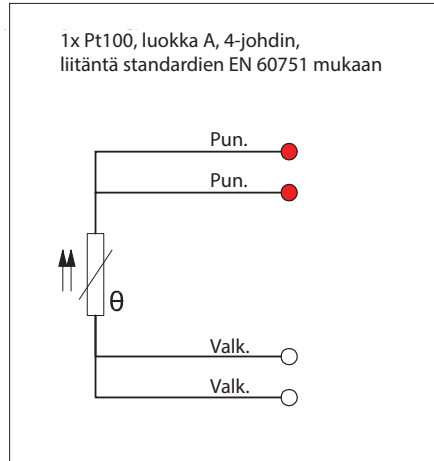 1x Pt100, luokka A, 4-johdin,
liitäntä standardien EN 60751 mukaan
Pun.
Pun.
θ
Valk.
Valk.